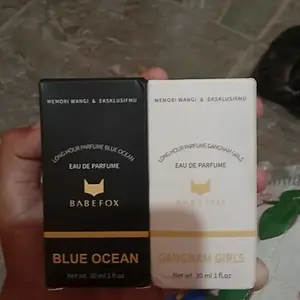 MEMORI WANGI & EKSKLUSIFMU
LONG HOUR PARFUME BLUE OCEAN
EAU DE PARFUME
BABEFOX
BLUE OCEAN
Net wt. 30 ml 1 fl.oz
MEMORI WANGI & EKSKLUSIFMU
LONG HOUR PARFUME GANGNAM GIRLS
EAU DE PARFUME
BABEFOX
GANGNAM GIRLS
Net wt. 30 ml 1 fl.oz